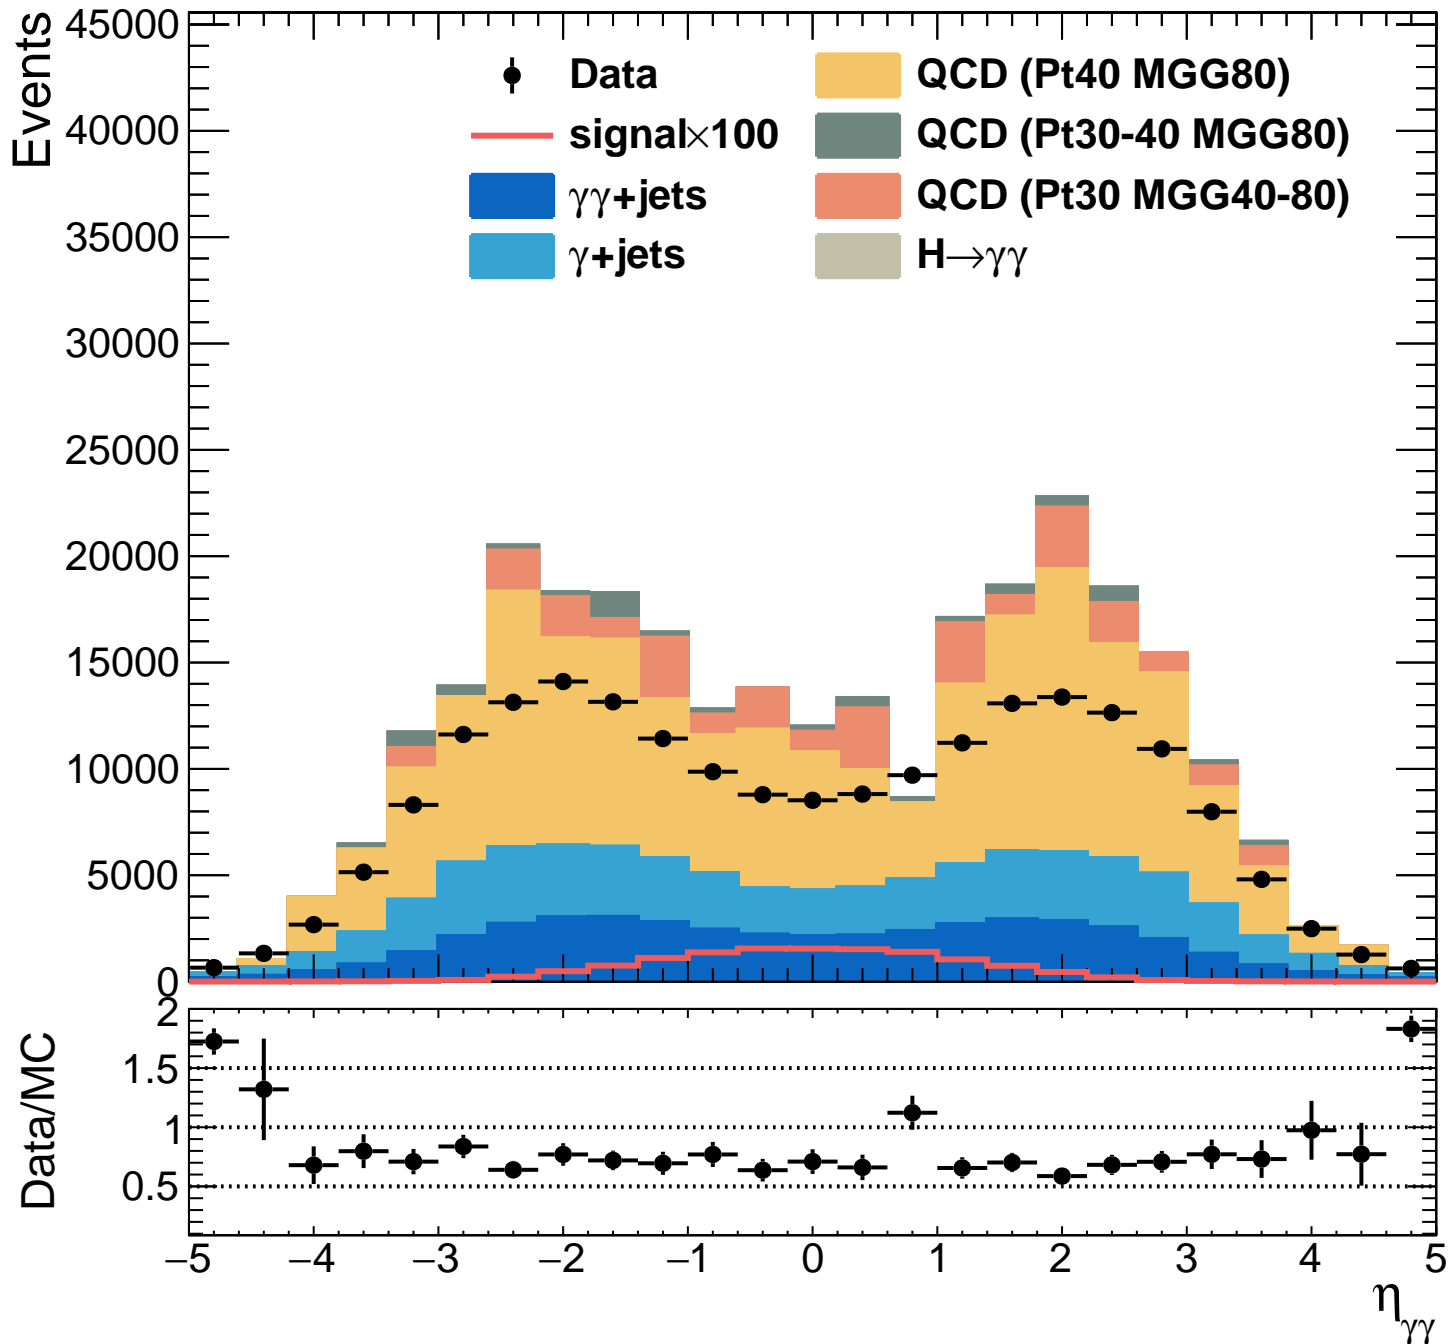 Events
45000
40000
35000
30000
25000
20000
15000
10000
5000
0
Data
signal×100
γγ+jets
γ+jets
QCD (Pt40 MGG80)
QCD (Pt30-40 MGG80)
QCD (Pt30 MGG40-80)
H→γγ
Data/MC
2
1.5
1
0.5
−5 −4 −3 −2 −1 0 1 2 3 4 5
ηγγ